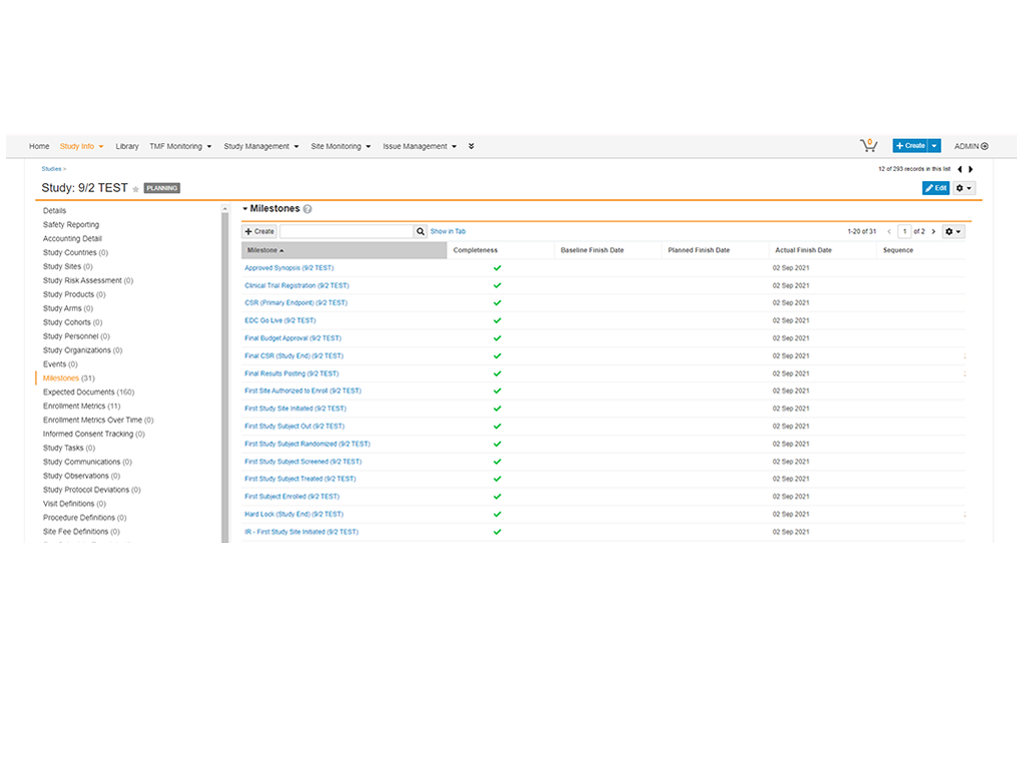 Home Study Info Library TMF Monitoring Study Management Site Monitoring Issue Management 0 + Create ADMIN
Studies > 12 of 293 records in this list
Study: 9/2 TEST PLANNING Edit
Details
Safety Reporting
Accounting Detail
Study Countries (0)
Study Sites (0)
Study Risk Assessment (0)
Study Products (0)
Study Arms (0)
Study Cohorts (0)
Study Personnel (0)
Study Organizations (0)
Events (0)
Milestones (31)
Expected Documents (160)
Enrollment Metrics (11)
Enrollment Metrics Over Time (0)
Informed Consent Tracking (0)
Study Tasks (0)
Study Communications (0)
Study Observations (0)
Study Protocol Deviations (0)
Visit Definitions (0)
Procedure Definitions (0)
Site Fee Definitions (0)
Milestones ?
+ Create Show in Tab 1-20 of 31 < 1 of 2 >
Milestone Completeness Baseline Finish Date Planned Finish Date Actual Finish Date Sequence
Approved Synopsis (9/2 TEST) 02 Sep 2021
Clinical Trial Registration (9/2 TEST) 02 Sep 2021
CSR (Primary Endpoint) (9/2 TEST) 02 Sep 2021
EDC Go Live (9/2 TEST) 02 Sep 2021
Final Budget Approval (9/2 TEST) 02 Sep 2021
Final CSR (Study End) (9/2 TEST) 02 Sep 2021
Final Results Posting (9/2 TEST) 02 Sep 2021
First Site Authorized to Enroll (9/2 TEST) 02 Sep 2021
First Study Site Initiated (9/2 TEST) 02 Sep 2021
First Study Subject Out (9/2 TEST) 02 Sep 2021
First Study Subject Randomized (9/2 TEST) 02 Sep 2021
First Study Subject Screened (9/2 TEST) 02 Sep 2021
First Study Subject Treated (9/2 TEST) 02 Sep 2021
First Subject Enrolled (9/2 TEST) 02 Sep 2021
Hard Lock (Study End) (9/2 TEST) 02 Sep 2021
IR - First Study Site Initiated (9/2 TEST) 02 Sep 2021